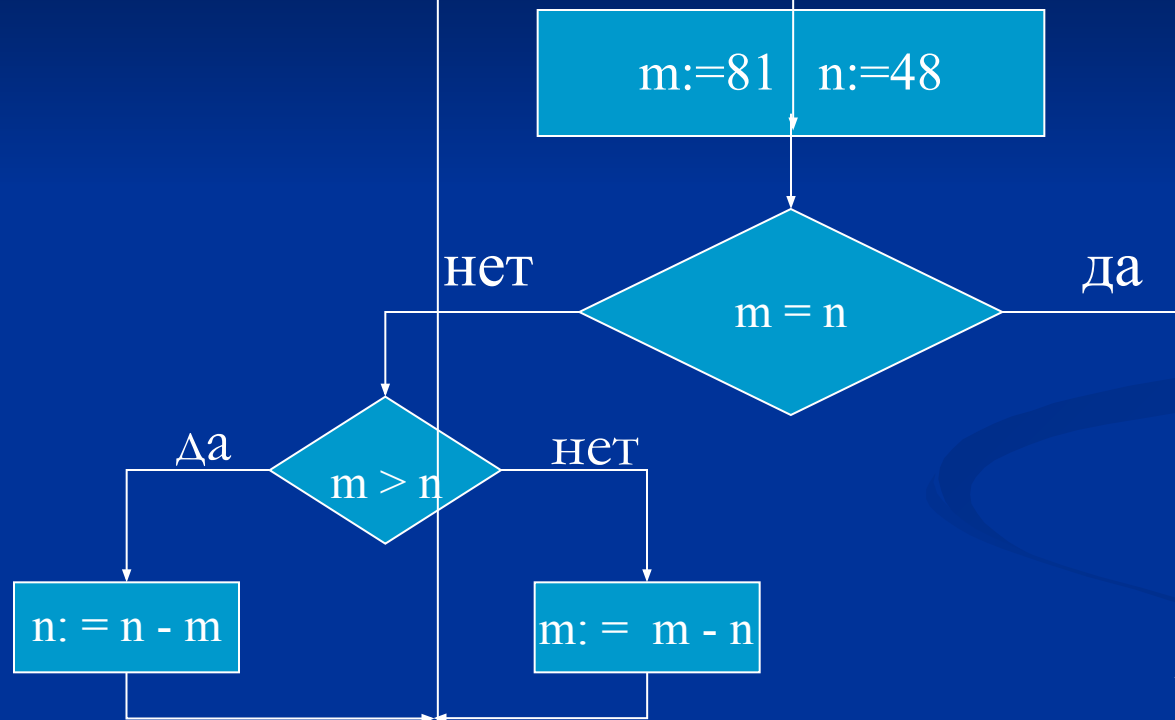 m:=81 n:=48
нет
да
m = n
да
нет
m > n
n: = n - m
m: = m - n